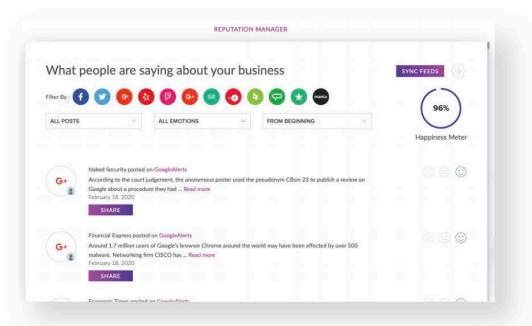 REPUTATION MANAGER
What people are saying about your business
SYNC FEEDS
Filter By :
manta
96%
ALL POSTS
ALL EMOTIONS
FROM BEGINNING
Happiness Meter
Naked Security posted on GoogleAlerts
According to the court judgement, the anonymous poster used the pseudonym CBsm 23 to publish a review on
Google about a procedure they had ... Read more
G+
February 18, 2020
SHARE
Financial Express posted on GoogleAlerts
Around 1.7 million users of Google's browser Chrome around the world may have been affected by over 500
malware. Networking firm CISCO has ... Read more
G+
February 18, 2020
SHARE
Economic Times posted on GoogleAlerts